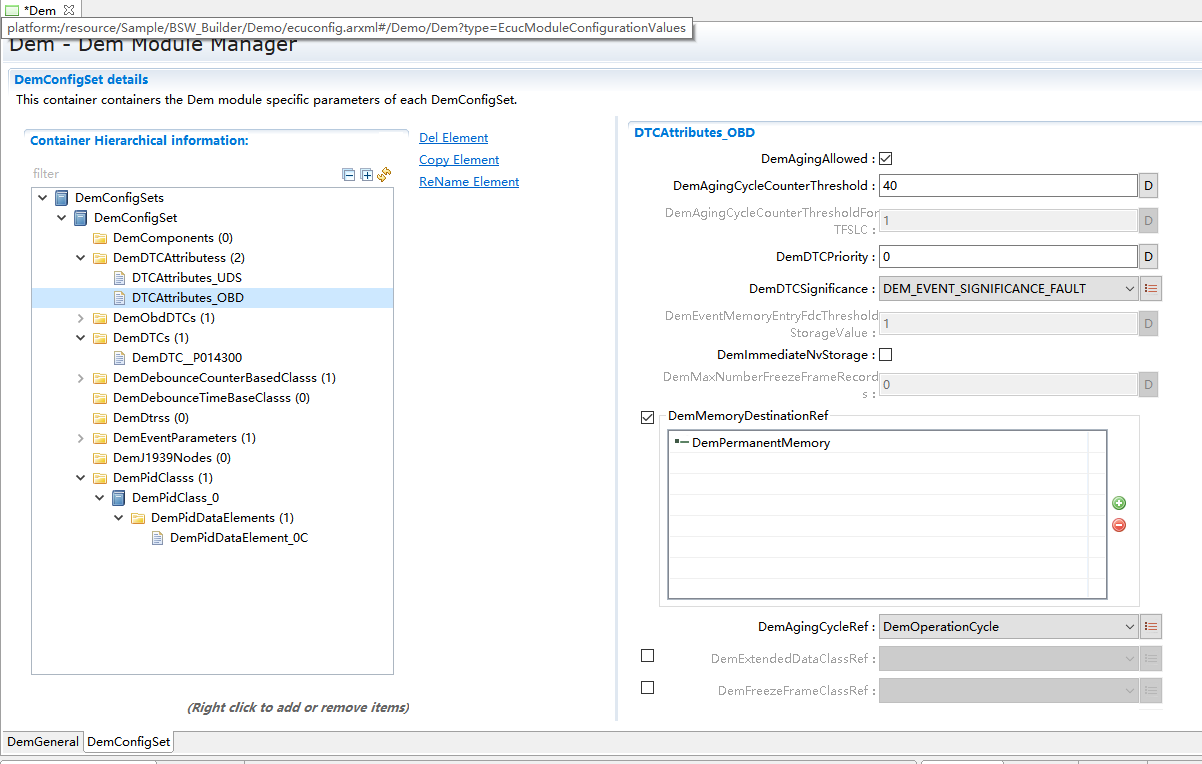 *Dem
platform:/resource/Sample/BSW_Builder/Demo/ecuconfig.arxml#/Demo/Dem?type=EcucModuleConfigurationValues
Dem - Dem Module Manager
DemConfigSet details
This container containers the Dem module specific parameters of each DemConfigSet.
Container Hierarchical information:
filter
DemConfigSets
DemConfigSet
DemComponents (0)
DemDTCAttributess (2)
DTCAttributes_UDS
DTCAttributes_OBD
DemObdDTCs (1)
DemDTCs (1)
DemDTC__P014300
DemDebounceCounterBasedClasss (1)
DemDebounceTimeBaseClasss (0)
DemDtrss (0)
DemEventParameters (1)
DemJ1939Nodes (0)
DemPidClasss (1)
DemPidClass_0
DemPidDataElements (1)
DemPidDataElement_0C
(Right click to add or remove items)
Del Element
Copy Element
ReName Element
DTCAttributes_OBD
DemAgingAllowed :
DemAgingCycleCounterThreshold : 40 D
DemAgingCycleCounterThresholdFor
TFSLC : 1 D
DemDTCPriority : 0 D
DemDTCSignificance : DEM_EVENT_SIGNIFICANCE_FAULT
DemEventMemoryEntryFdcThreshold
StorageValue : 1 D
DemImmediateNvStorage :
DemMaxNumberFreezeFrameRecord
s : 0 D
DemMemoryDestinationRef
DemPermanentMemory
DemAgingCycleRef : DemOperationCycle
DemExtendedDataClassRef :
DemFreezeFrameClassRef :
DemGeneral DemConfigSet